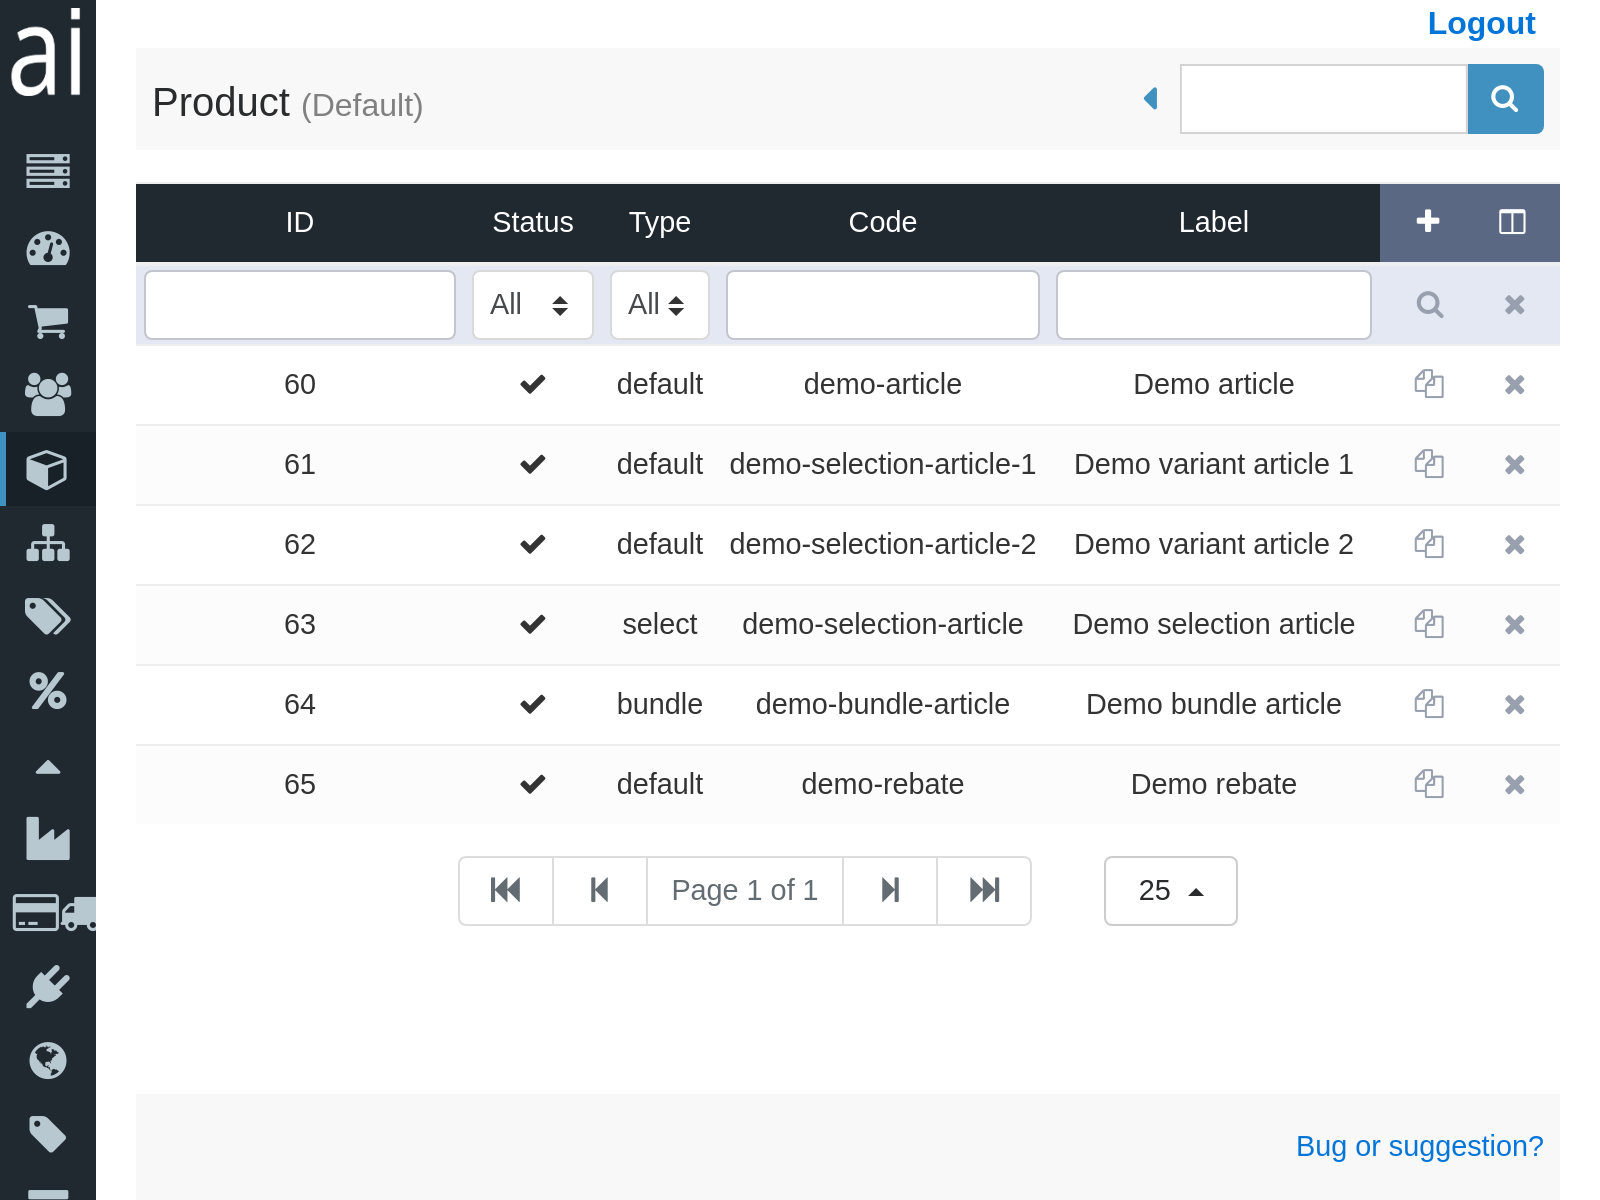 ai
Logout
Product (Default)
ID Status Type Code Label
All All
60 default demo-article Demo article
61 default demo-selection-article-1 Demo variant article 1
62 default demo-selection-article-2 Demo variant article 2
63 select demo-selection-article Demo selection article
64 bundle demo-bundle-article Demo bundle article
65 default demo-rebate Demo rebate
Page 1 of 1 25
Bug or suggestion?